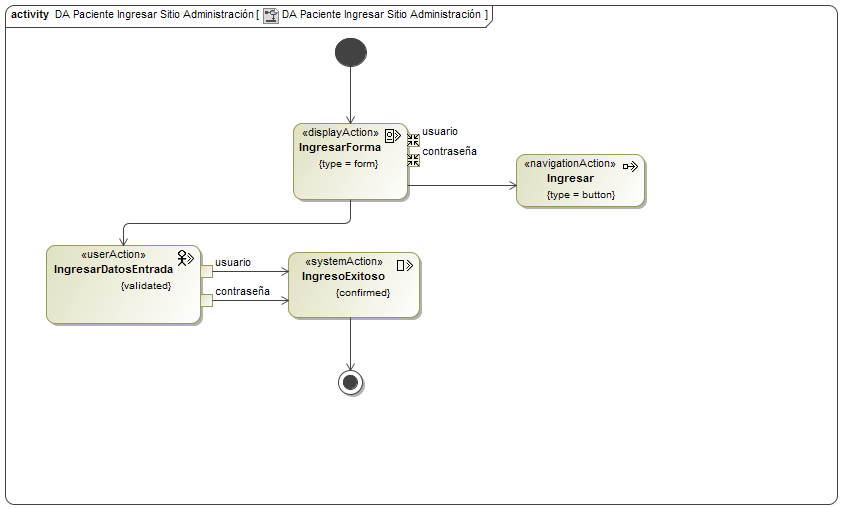 activity DA Paciente Ingresar Sitio Administración [ DA Paciente Ingresar Sitio Administración ]
«displayAction»
IngresarForma
{type = form}
usuario
contraseña
«navigationAction»
Ingresar
{type = button}
«userAction»
IngresarDatosEntrada
{validated}
usuario
contraseña
«systemAction»
IngresoExitoso
{confirmed}